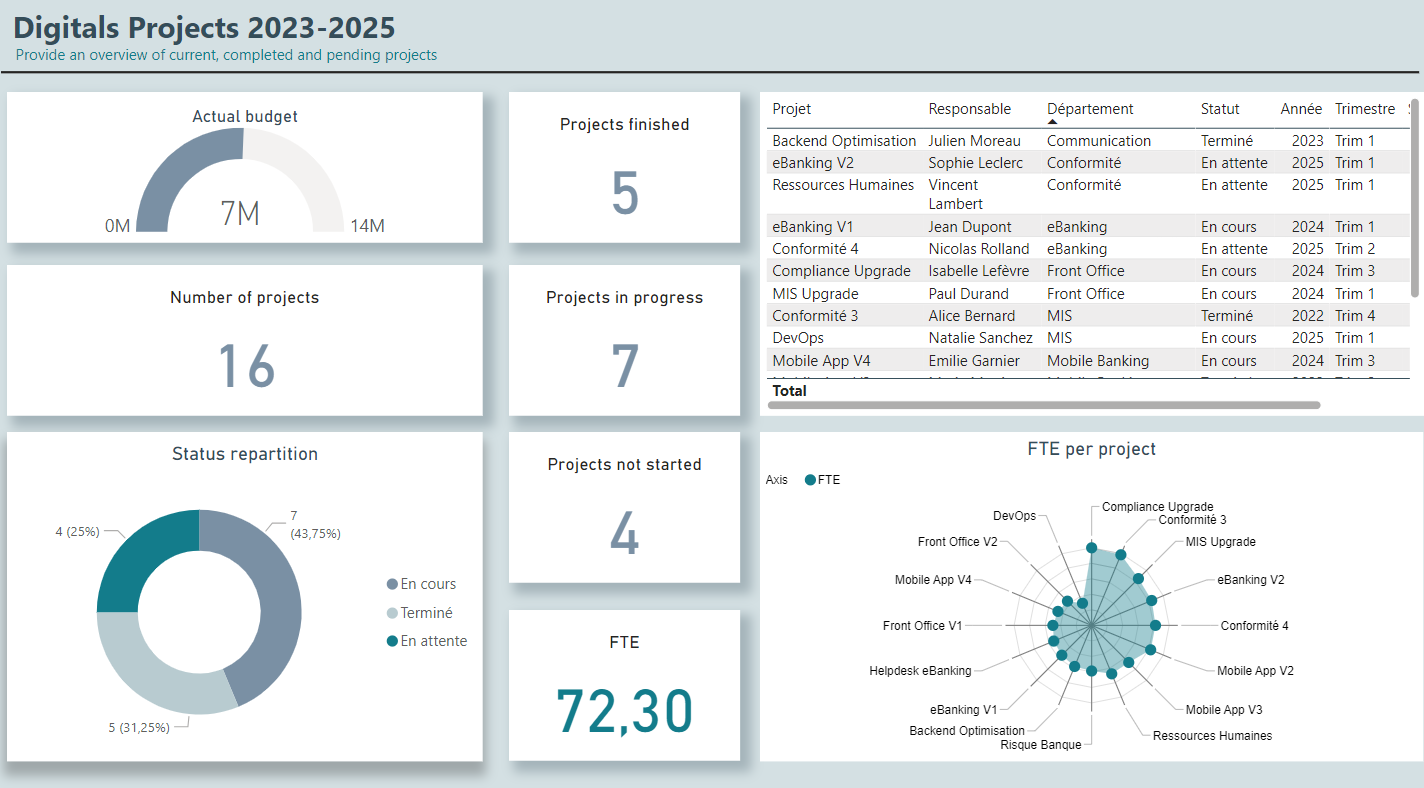 Digitals Projects 2023-2025
Provide an overview of current, completed and pending projects
Actual budget
0M
7M
14M
Projects finished
5
Number of projects
16
Projects in progress
7
Projects not started
4
FTE
72,30
Status repartition
7
(43,75%)
4 (25%)
5 (31,25%)
En cours
Terminé
En attente
Projet Responsable Département Statut Année Trimestre
Backend Optimisation Julien Moreau Communication Terminé 2023 Trim 1
eBanking V2 Sophie Leclerc Conformité En attente 2025 Trim 1
Ressources Humaines Vincent Conformité En attente 2025 Trim 1
Lambert
eBanking V1 Jean Dupont eBanking En cours 2024 Trim 1
Conformité 4 Nicolas Rolland eBanking En attente 2025 Trim 2
Compliance Upgrade Isabelle Lefèvre Front Office En cours 2024 Trim 3
MIS Upgrade Paul Durand Front Office En cours 2024 Trim 1
Conformité 3 Alice Bernard MIS Terminé 2022 Trim 4
DevOps Natalie Sanchez MIS En cours 2025 Trim 1
Mobile App V4 Emilie Garnier Mobile Banking En cours 2024 Trim 3
Total
FTE per project
Axis FTE
Compliance Upgrade
Conformité 3
MIS Upgrade
eBanking V2
Conformité 4
Mobile App V2
Mobile App V3
Ressources Humaines
Risque Banque
Backend Optimisation
eBanking V1
Helpdesk eBanking
Front Office V1
Mobile App V4
Front Office V2
DevOps